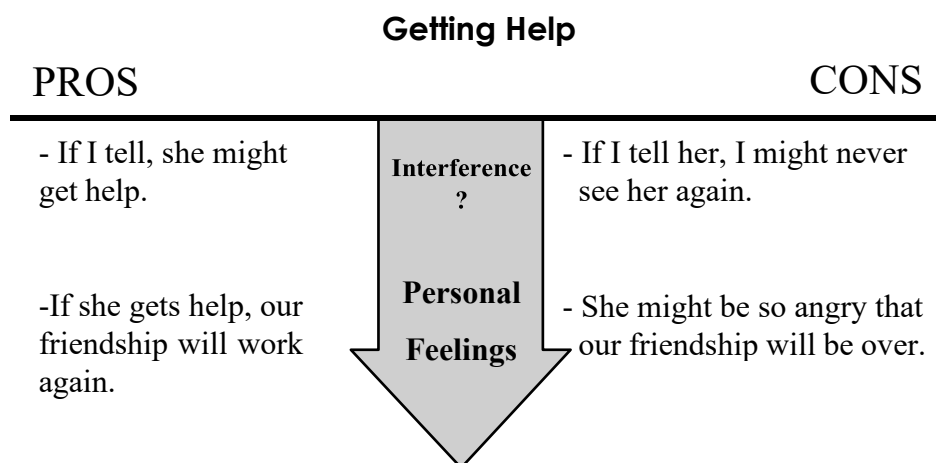 Getting Help
PROS
CONS
- If I tell, she might
get help.
Interference
?
- If I tell her, I might never
see her again.
-If she gets help, our
friendship will work
again.
Personal
Feelings
- She might be so angry that
our friendship will be over.